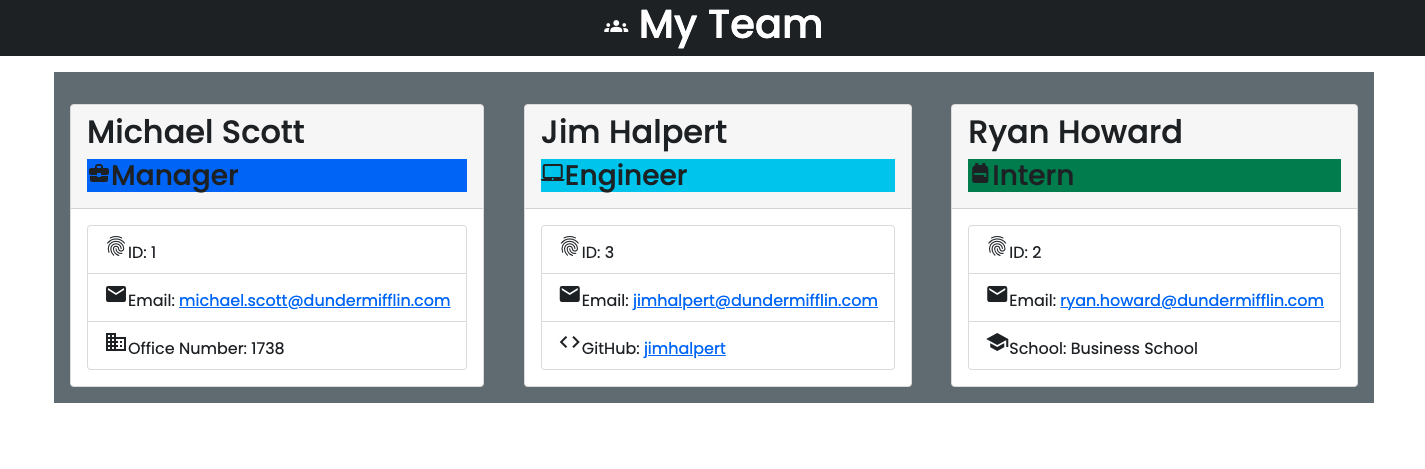 My Team
Michael Scott
Manager
ID: 1
Email: michael.scott@dundermifflin.com
Office Number: 1738
Jim Halpert
Engineer
ID: 3
Email: jimhalpert@dundermifflin.com
GitHub: jimhalpert
Ryan Howard
Intern
ID: 2
Email: ryan.howard@dundermifflin.com
School: Business School